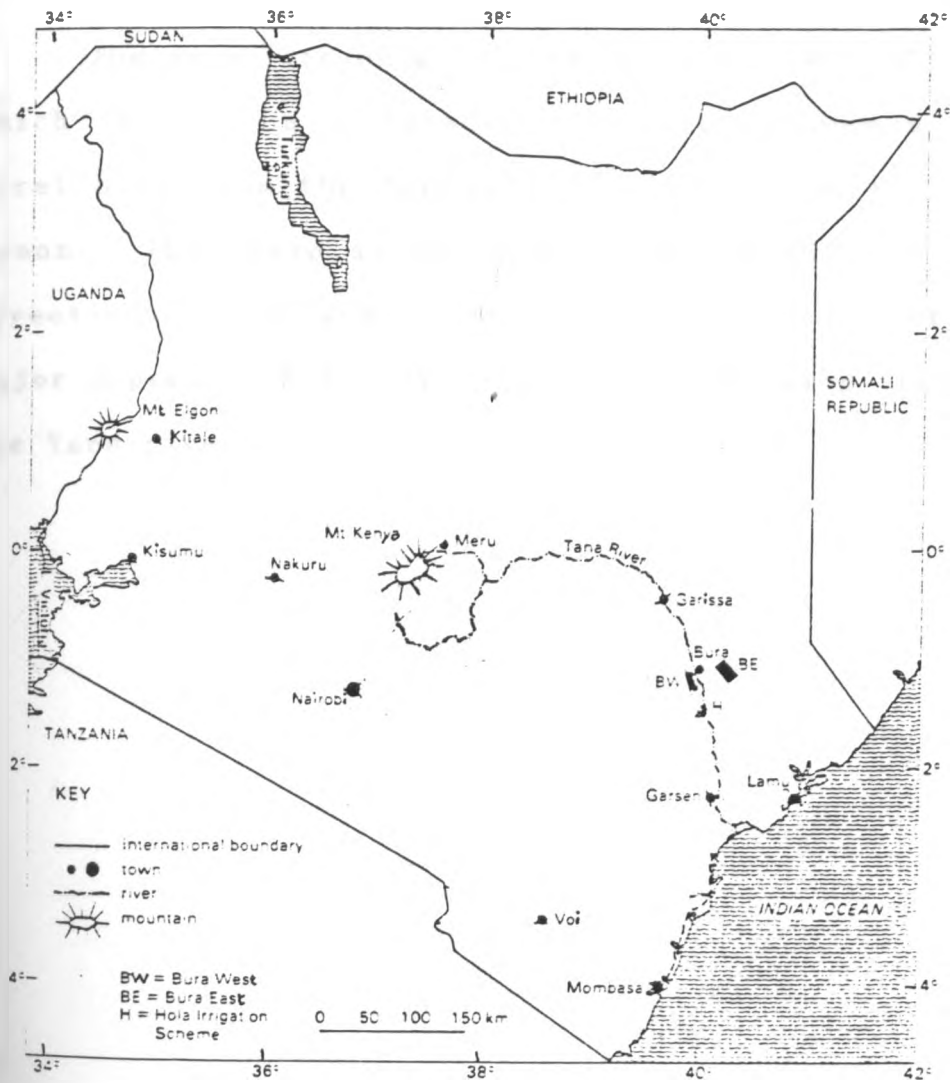 34° 36° 38° 40° 42°
SUDAN
ETHIOPIA
4° 4°
UGANDA
2° 2°
SOMALI
REPUBLIC
Mt Elgon
Kitale
Mt Kenya
Meru
Tana River
0° 0°
Kisumu
Nakuru
Garissa
Bura
BE
BW
Nairobi
H
TANZANIA
2° 2°
Lamu
Garsen
KEY
international boundary
town
river
mountain
Voi
INDIAN OCEAN
BW = Bura West
BE = Bura East
H = Hola Irrigation
Scheme
0 50 100 150 km
Mombasa
4° 4°
34° 36° 38° 40° 42°